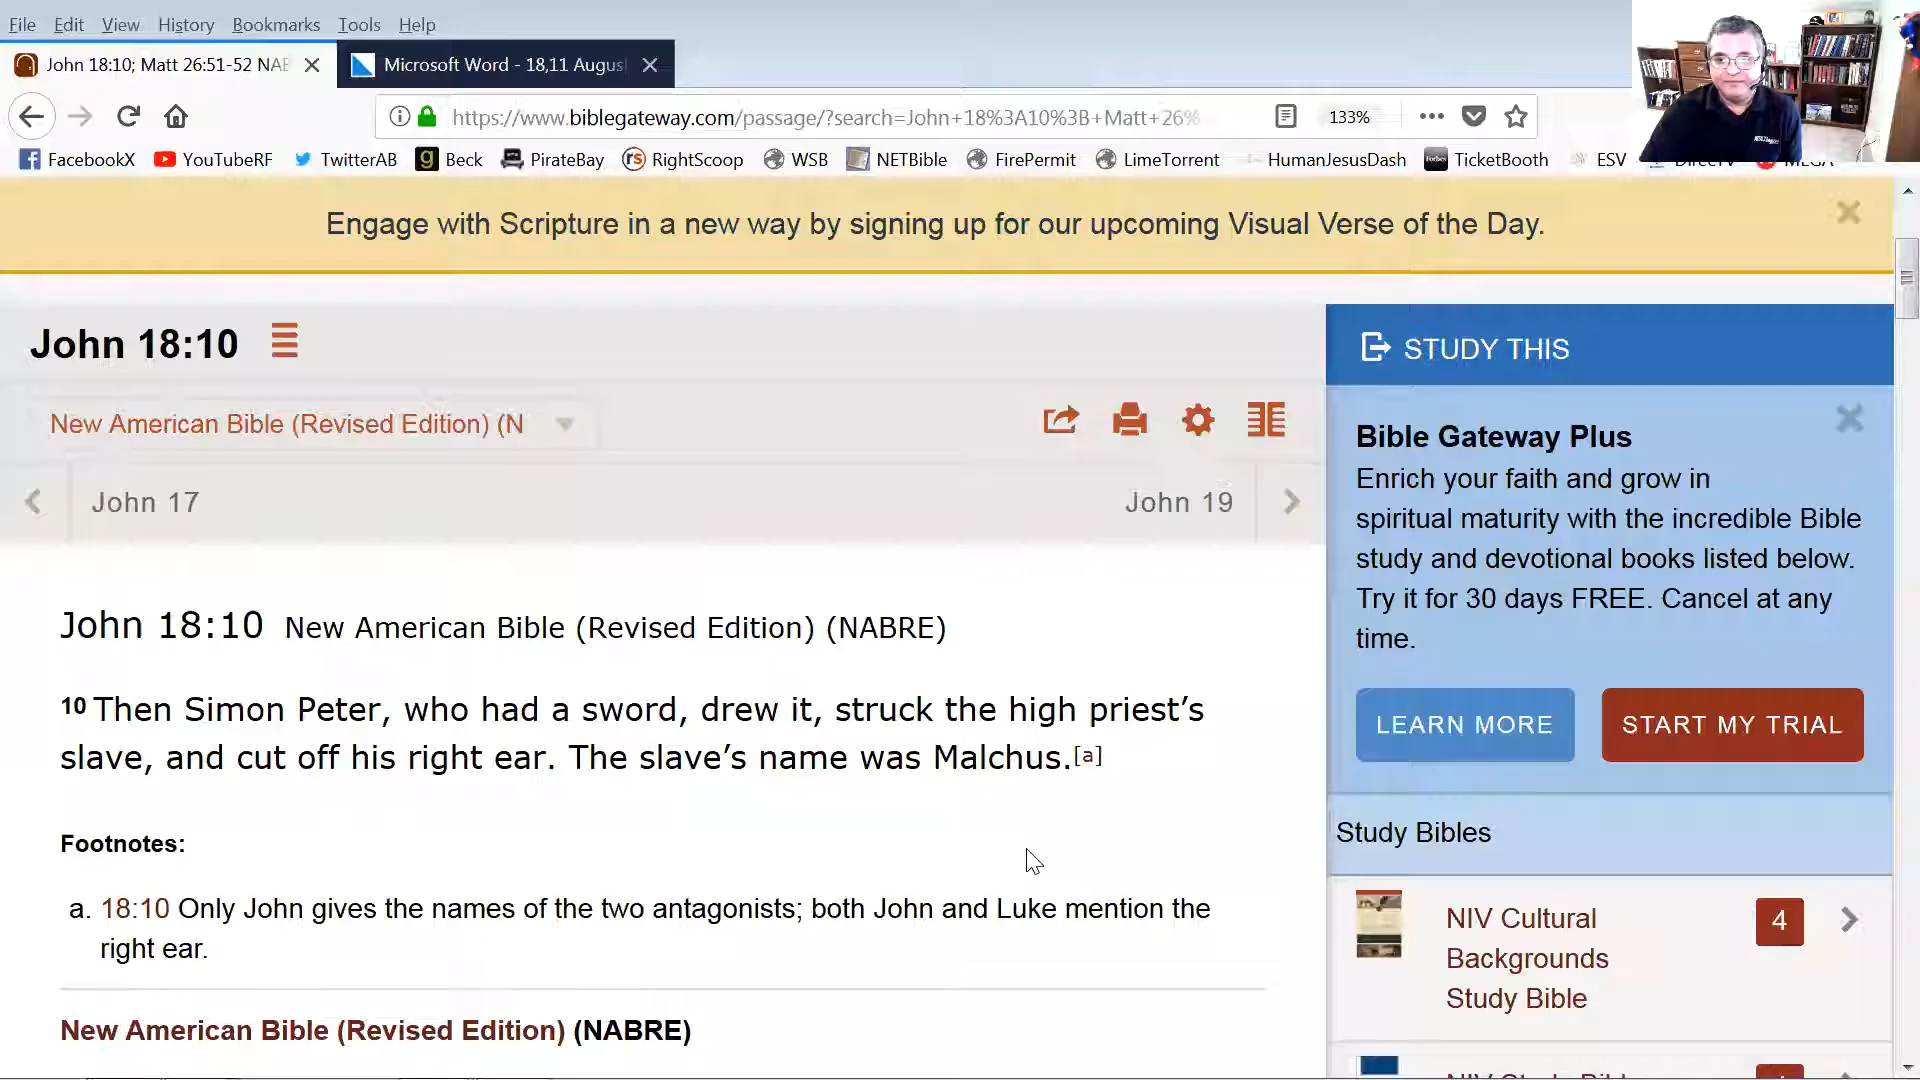 File Edit View History Bookmarks Tools Help
John 18:10; Matt 26:51-52 NAB
Microsoft Word - 18,11 Augus
https://www.biblegateway.com/passage/?search=John+18%3A10%3B+Matt+26%
133%
FacebookX YouTubeRF TwitterAB Beck PirateBay RightScoop WSB NETBible FirePermit LimeTorrent HumanJesusDash TicketBooth ESV DirecTV MEGA
Engage with Scripture in a new way by signing up for our upcoming Visual Verse of the Day.
John 18:10
New American Bible (Revised Edition) (N
John 17
John 19
John 18:10 New American Bible (Revised Edition) (NABRE)
10 Then Simon Peter, who had a sword, drew it, struck the high priest’s
slave, and cut off his right ear. The slave’s name was Malchus.[a]
Footnotes:
a. 18:10 Only John gives the names of the two antagonists; both John and Luke mention the
right ear.
New American Bible (Revised Edition) (NABRE)
STUDY THIS
Bible Gateway Plus
Enrich your faith and grow in
spiritual maturity with the incredible Bible
study and devotional books listed below.
Try it for 30 days FREE. Cancel at any
time.
LEARN MORE
START MY TRIAL
Study Bibles
NIV Cultural
Backgrounds
Study Bible
4